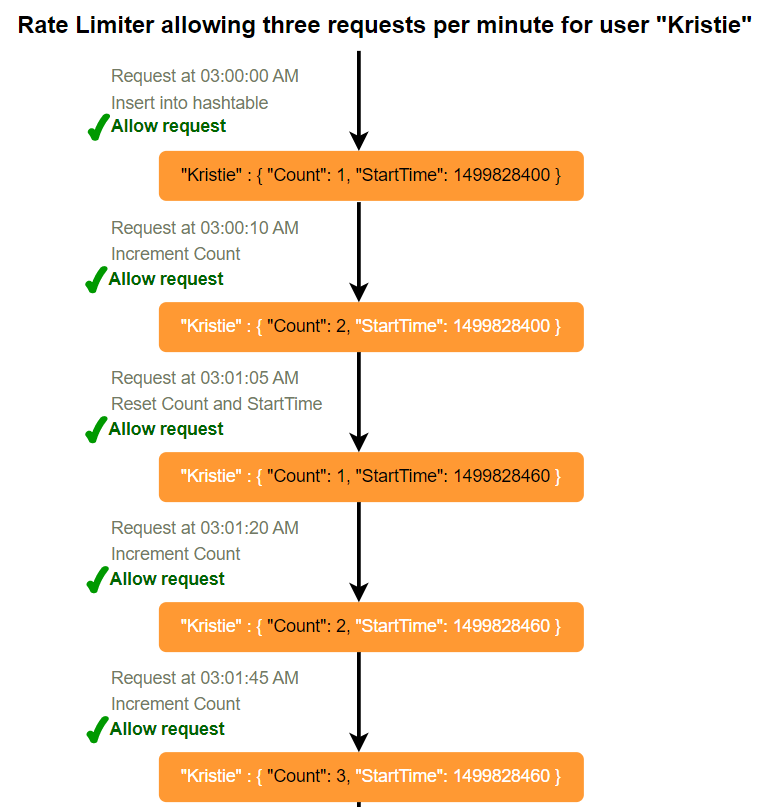 Rate Limiter allowing three requests per minute for user "Kristie"
Request at 03:00:00 AM
Insert into hashtable
Allow request
"Kristie" : { "Count": 1, "StartTime": 1499828400 }
Request at 03:00:10 AM
Increment Count
Allow request
"Kristie" : { "Count": 2, "StartTime": 1499828400 }
Request at 03:01:05 AM
Reset Count and StartTime
Allow request
"Kristie" : { "Count": 1, "StartTime": 1499828460 }
Request at 03:01:20 AM
Increment Count
Allow request
"Kristie" : { "Count": 2, "StartTime": 1499828460 }
Request at 03:01:45 AM
Increment Count
Allow request
"Kristie" : { "Count": 3, "StartTime": 1499828460 }